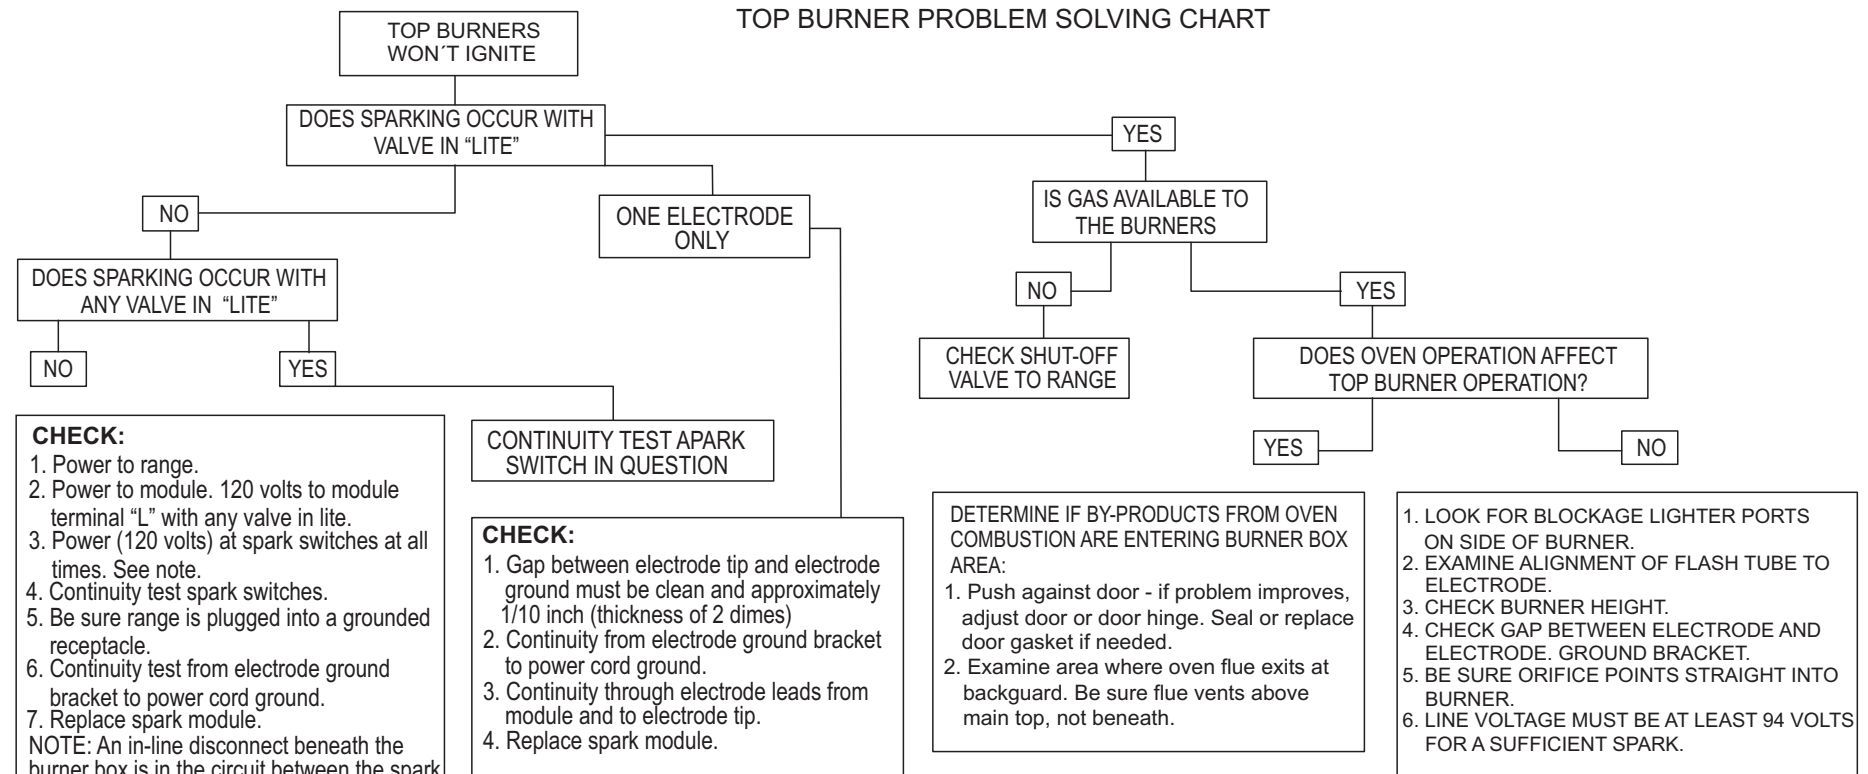 TOP BURNER PROBLEM SOLVING CHART
TOP BURNERS
WON´T IGNITE
DOES SPARKING OCCUR WITH
VALVE IN “LITE”
YES
NO
ONE ELECTRODE
ONLY
IS GAS AVAILABLE TO
THE BURNERS
DOES SPARKING OCCUR WITH
ANY VALVE IN “LITE”
NO
YES
NO
YES
CHECK SHUT-OFF
VALVE TO RANGE
DOES OVEN OPERATION AFFECT
TOP BURNER OPERATION?
CONTINUITY TEST APARK
SWITCH IN QUESTION
YES
NO
CHECK:
1. Power to range.
2. Power to module. 120 volts to module
terminal “L” with any valve in lite.
3. Power (120 volts) at spark switches at all
times. See note.
4. Continuity test spark switches.
5. Be sure range is plugged into a grounded
receptacle.
6. Continuity test from electrode ground
bracket to power cord ground.
7. Replace spark module.
NOTE: An in-line disconnect beneath the
burner box is in the circuit between the spark
CHECK:
1. Gap between electrode tip and electrode
ground must be clean and approximately
1/10 inch (thickness of 2 dimes)
2. Continuity from electrode ground bracket
to power cord ground.
3. Continuity through electrode leads from
module and to electrode tip.
4. Replace spark module.
DETERMINE IF BY-PRODUCTS FROM OVEN
COMBUSTION ARE ENTERING BURNER BOX
AREA:
1. Push against door - if problem improves,
adjust door or door hinge. Seal or replace
door gasket if needed.
2. Examine area where oven flue exits at
backguard. Be sure flue vents above
main top, not beneath.
1. LOOK FOR BLOCKAGE LIGHTER PORTS
ON SIDE OF BURNER.
2. EXAMINE ALIGNMENT OF FLASH TUBE TO
ELECTRODE.
3. CHECK BURNER HEIGHT.
4. CHECK GAP BETWEEN ELECTRODE AND
ELECTRODE. GROUND BRACKET.
5. BE SURE ORIFICE POINTS STRAIGHT INTO
BURNER.
6. LINE VOLTAGE MUST BE AT LEAST 94 VOLTS
FOR A SUFFICIENT SPARK.